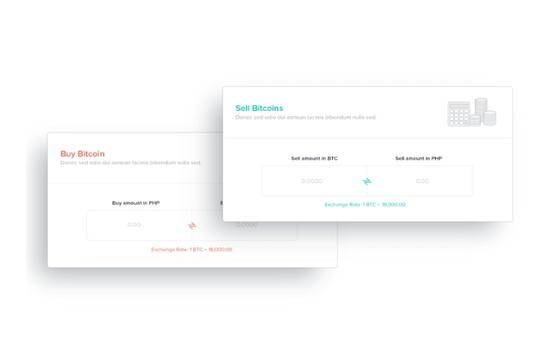 Sell Bitcoins
Donec sed odio dui aenean lacinia bibendum nulla sed.
Sell amount in BTC
Sell amount in PHP
0.0000
0.00
Exchange Rate: 1 BTC = 18,000.00
Buy Bitcoin
Donec sed odio dui aenean lacinia bibendum nulla sed.
Buy amount in PHP
0.00
0.0000
Exchange Rate: 1 BTC = 18,000.00